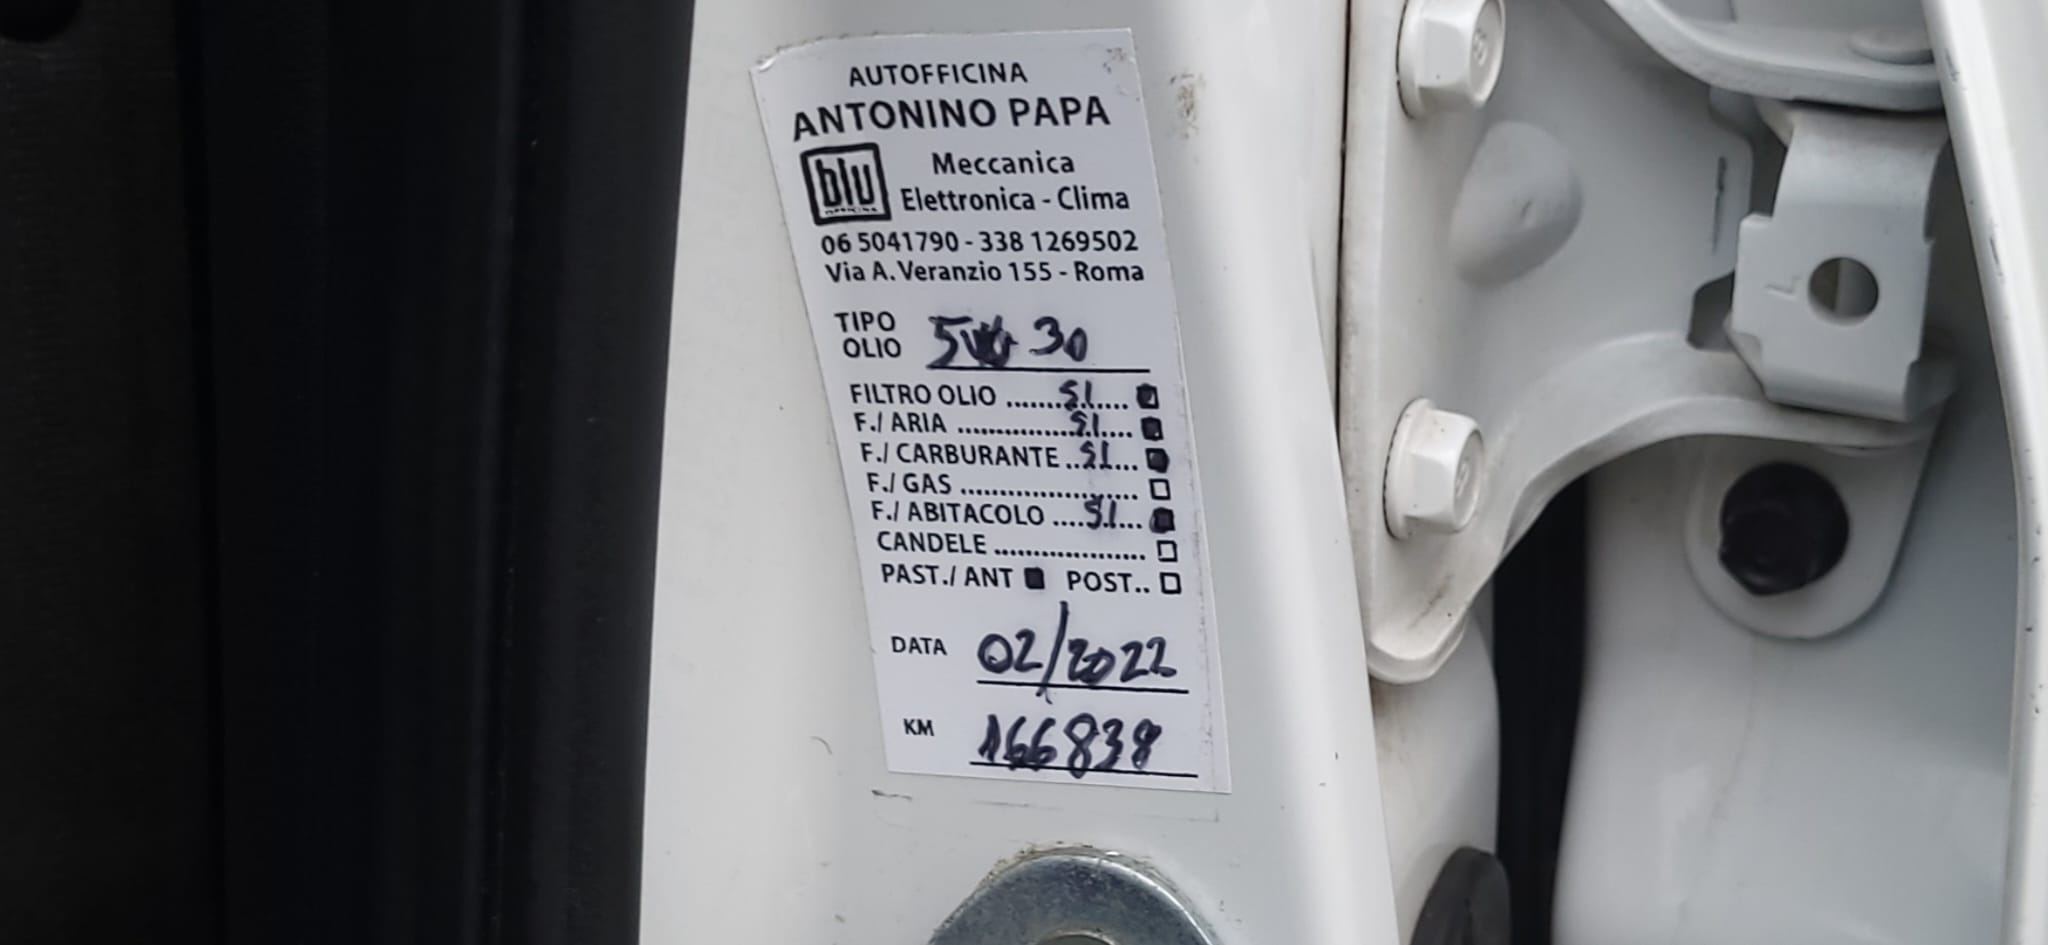 AUTOFFICINA
ANTONINO PAPA
blu
Meccanica
Elettronica - Clima
06 5041790 - 338 1269502
Via A. Veranzio 155 - Roma
TIPO
OLIO 5W 30
FILTRO OLIO ........SI......
F./ ARIA ...............SI.....
F./ CARBURANTE ...SI.....
F./ GAS ............................
F./ ABITACOLO .....SI....
CANDELE ...................
PAST./ ANT POST..
DATA 02/2022
KM 166838
L